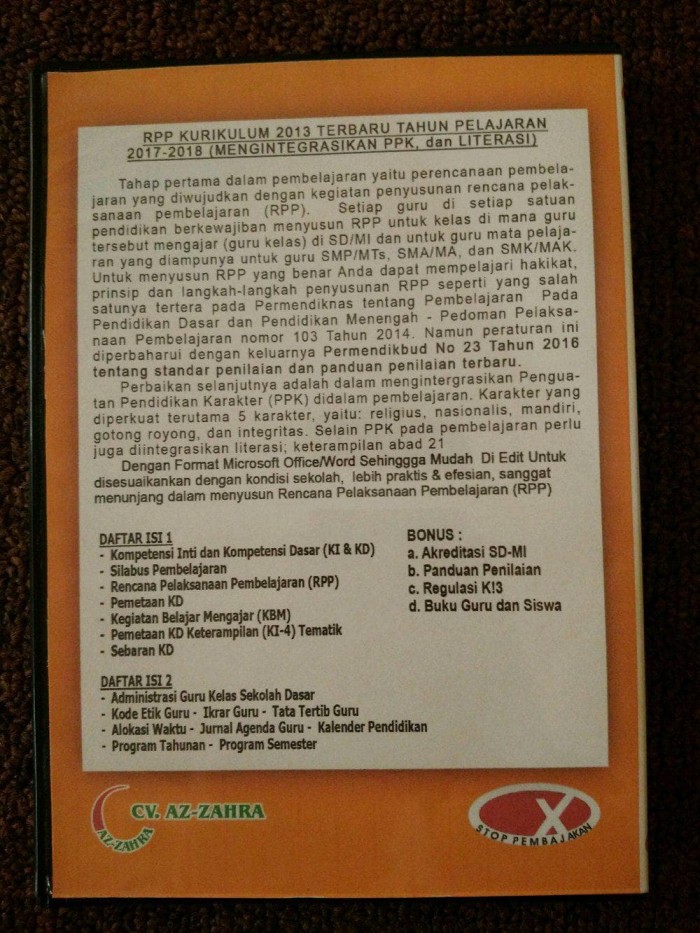 RPP KURIKULUM 2013 TERBARU TAHUN PELAJARAN
2017-2018 (MENGINTEGRASIKAN PPK, dan LITERASI)
Tahap pertama dalam pembelajaran yaitu perencanaan pembela-
jaran yang diwujudkan dengan kegiatan penyusunan rencana pelak-
sanaan pembelajaran (RPP). Setiap guru di setiap satuan
pendidikan berkewajiban menyusun RPP untuk kelas di mana guru
tersebut mengajar (guru kelas) di SD/MI dan untuk guru mata pelaja-
ran yang diampunya untuk guru SMP/MTs, SMA/MA, dan SMK/MAK.
Untuk menyusun RPP yang benar Anda dapat mempelajari hakikat,
prinsip dan langkah-langkah penyusunan RPP seperti yang salah
satunya tertera pada Permendiknas tentang Pembelajaran Pada
Pendidikan Dasar dan Pendidikan Menengah - Pedoman Pelaksa-
naan Pembelajaran nomor 103 Tahun 2014. Namun peraturan ini
diperbaharui dengan keluarnya Permendikbud No 23 Tahun 2016
tentang standar penilaian dan panduan penilaian terbaru.
Perbaikan selanjutnya adalah dalam mengintergrasikan Pengua-
tan Pendidikan Karakter (PPK) didalam pembelajaran. Karakter yang
diperkuat terutama 5 karakter, yaitu: religius, nasionalis, mandiri,
gotong royong, dan integritas. Selain PPK pada pembelajaran perlu
juga diintegrasikan literasi; keterampilan abad 21
Dengan Format Microsoft Office/Word Sehinggga Mudah Di Edit Untuk
disesuaikankan dengan kondisi sekolah, lebih praktis & efesian, sanggat
menunjang dalam menyusun Rencana Pelaksanaan Pembelajaran (RPP)
DAFTAR ISI 1
- Kompetensi Inti dan Kompetensi Dasar (KI & KD)
- Silabus Pembelajaran
- Rencana Pelaksanaan Pembelajaran (RPP)
- Pemetaan KD
- Kegiatan Belajar Mengajar (KBM)
- Pemetaan KD Keterampilan (KI-4) Tematik
- Sebaran KD
BONUS :
a. Akreditasi SD-MI
b. Panduan Penilaian
c. Regulasi K!3
d. Buku Guru dan Siswa
DAFTAR ISI 2
- Administrasi Guru Kelas Sekolah Dasar
- Kode Etik Guru - Ikrar Guru - Tata Tertib Guru
- Alokasi Waktu - Jurnal Agenda Guru - Kalender Pendidikan
- Program Tahunan - Program Semester
CV. AZ-ZAHRA
AZ-ZAHRA
X
STOP PEMBAJAKAN